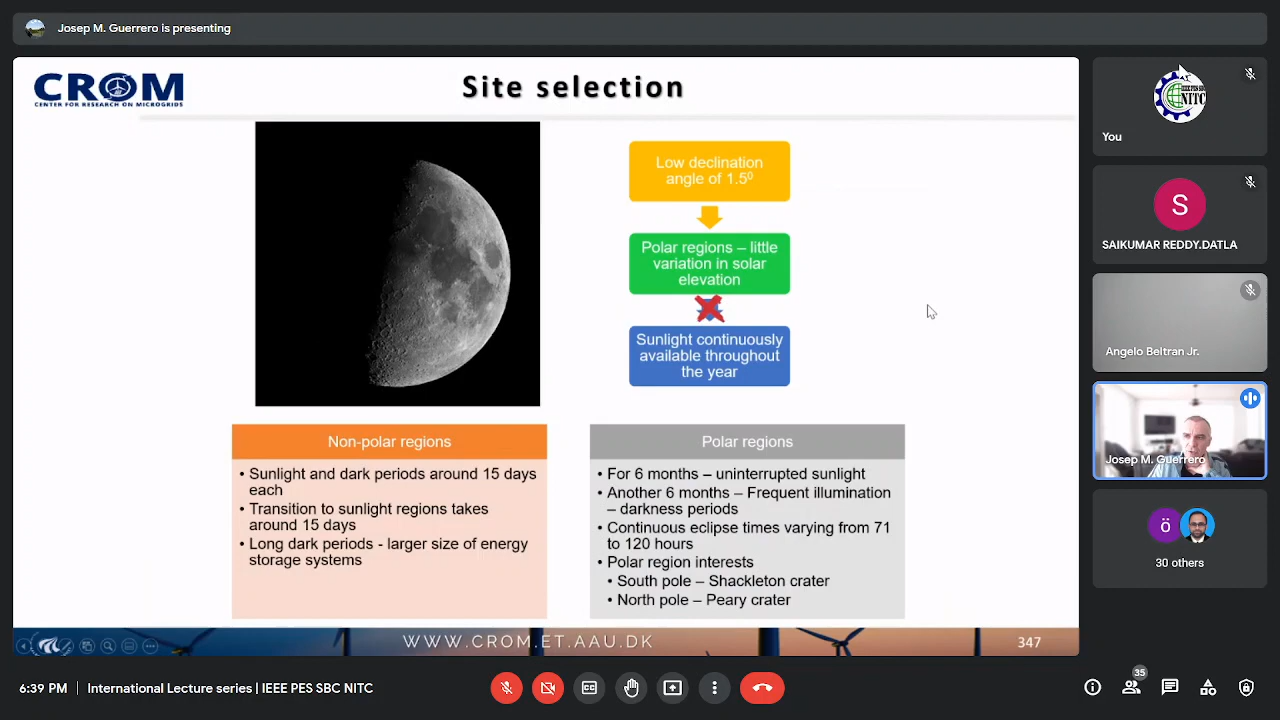 Josep M. Guerrero is presenting
CROM
CENTER FOR RESEARCH ON MICROGRIDS
Site selection
Low declination
angle of 1.5⁰
Polar regions – little
variation in solar
elevation
Sunlight continuously
available throughout
the year
Non-polar regions
• Sunlight and dark periods around 15 days
each
• Transition to sunlight regions takes
around 15 days
• Long dark periods - larger size of energy
storage systems
Polar regions
• For 6 months – uninterrupted sunlight
• Another 6 months – Frequent illumination
– darkness periods
• Continuous eclipse times varying from 71
to 120 hours
• Polar region interests
• South pole – Shackleton crater
• North pole – Peary crater
WWW.CROM.ET.AAU.DK
347
NITC
You
S
SAIKUMAR REDDY.DATLA
Angelo Beltran Jr.
Josep M. Guerrero
ö
30 others
6:39 PM | International Lecture series | IEEE PES SBC NITC
CC
35